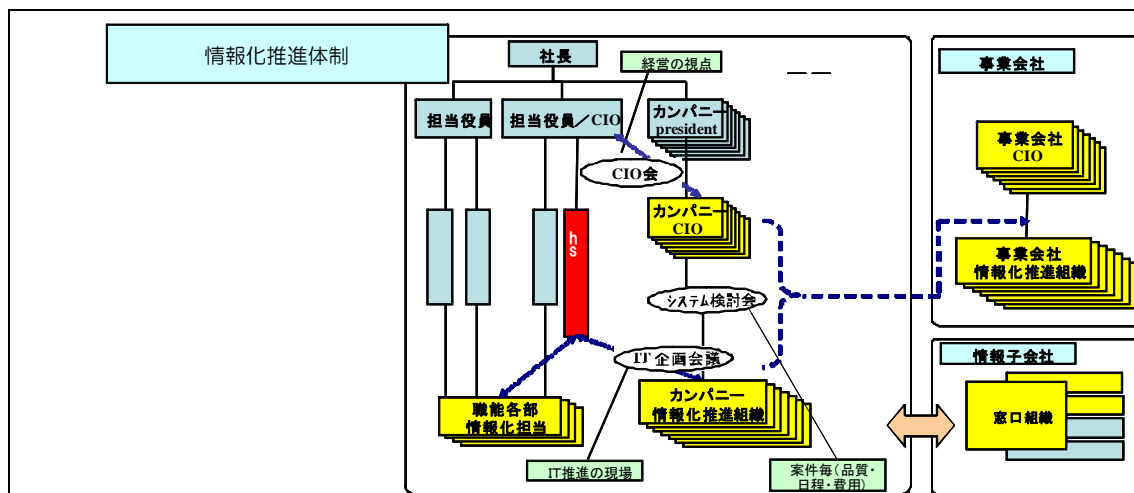 情報化推進体制
社長
経営の視点
事業会社
担当役員
担当役員／CIO
カンパニー
president
事業会社
CIO
CIO会
カンパニー
CIO
hs
事業会社
情報化推進組織
システム検討会
IT企画会議
情報子会社
職能各部
情報化担当
カンパニー
情報化推進組織
窓口組織
IT推進の現場
案件毎（品質・
日程・費用）